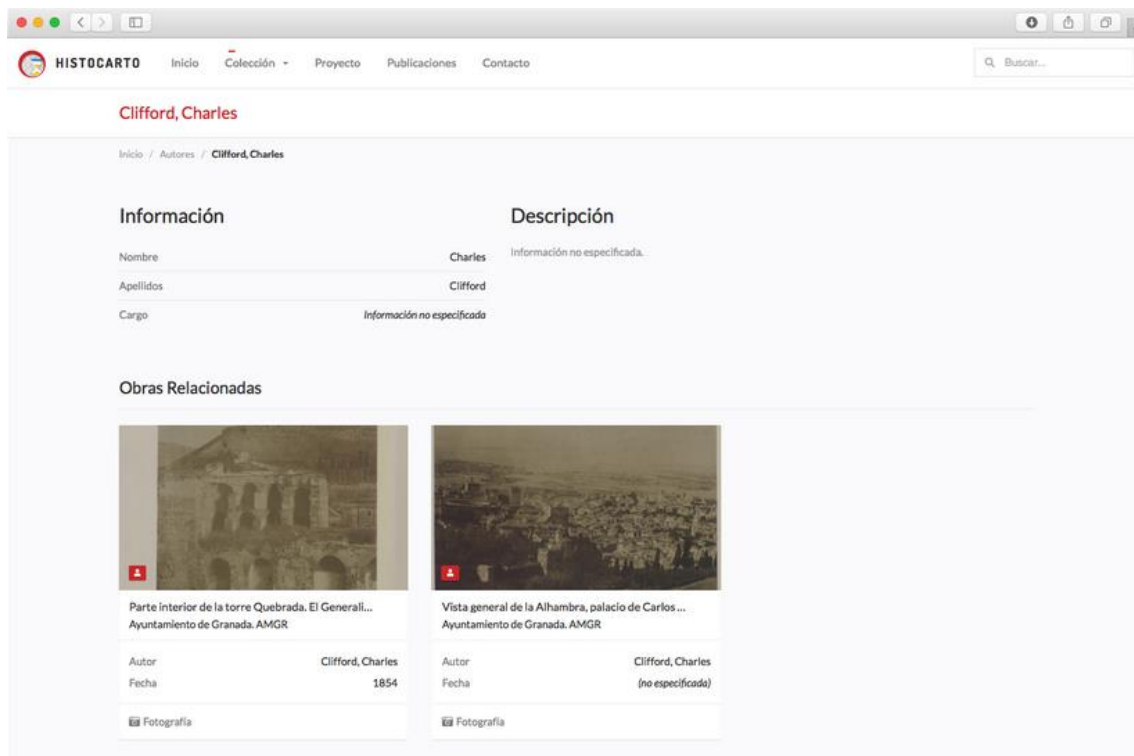 HISTOCARTO Inicio Colección Proyecto Publicaciones Contacto Buscar...
Clifford, Charles
Inicio / Autores / Clifford, Charles
Información
Nombre Charles
Apellidos Clifford
Cargo Información no especificada
Descripción
Información no especificada.
Obras Relacionadas
Parte interior de la torre Quebrada. El Generali...
Ayuntamiento de Granada. AMGR
Autor Clifford, Charles
Fecha 1854
Fotografía
Vista general de la Alhambra, palacio de Carlos ...
Ayuntamiento de Granada. AMGR
Autor Clifford, Charles
Fecha (no especificada)
Fotografía